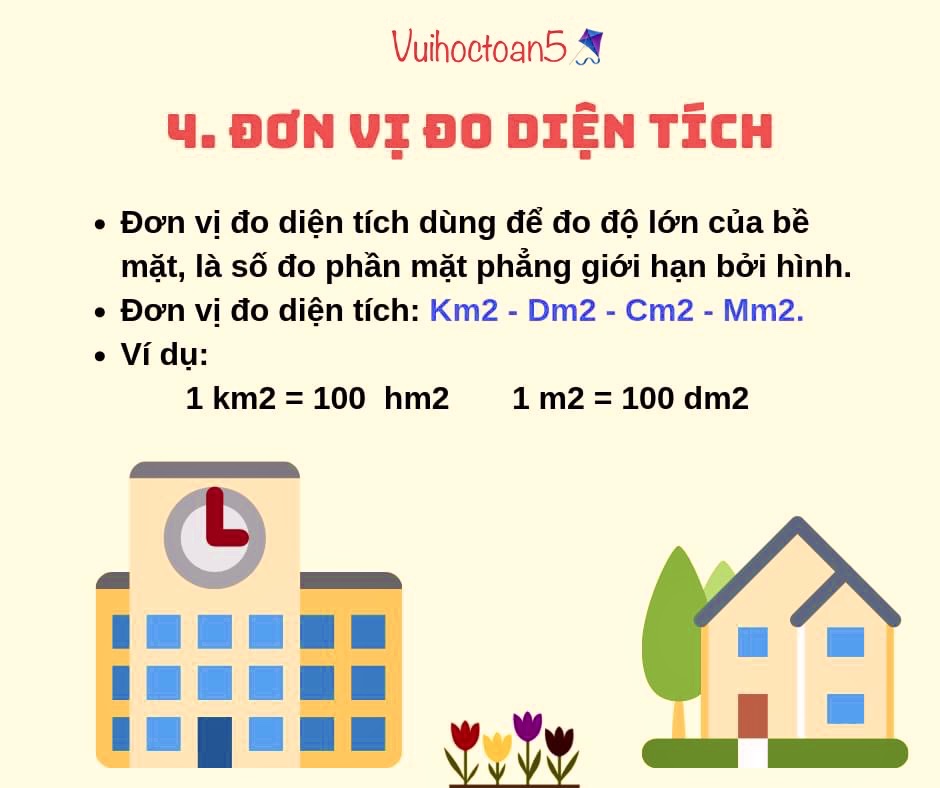 Vuihoctoan5
4. ĐƠN VỊ ĐO DIỆN TÍCH
• Đơn vị đo diện tích dùng để đo độ lớn của bề
mặt, là số đo phần mặt phẳng giới hạn bởi hình.
• Đơn vị đo diện tích: Km2 - Dm2 - Cm2 - Mm2.
• Ví dụ:
1 km2 = 100 hm2 1 m2 = 100 dm2